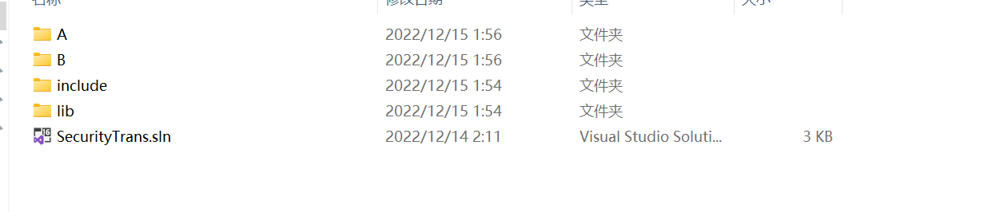 名称 修改日期 类型 大小
A 2022/12/15 1:56 文件夹
B 2022/12/15 1:56 文件夹
include 2022/12/15 1:54 文件夹
lib 2022/12/15 1:54 文件夹
SecurityTrans.sln 2022/12/14 2:11 Visual Studio Soluti... 3 KB